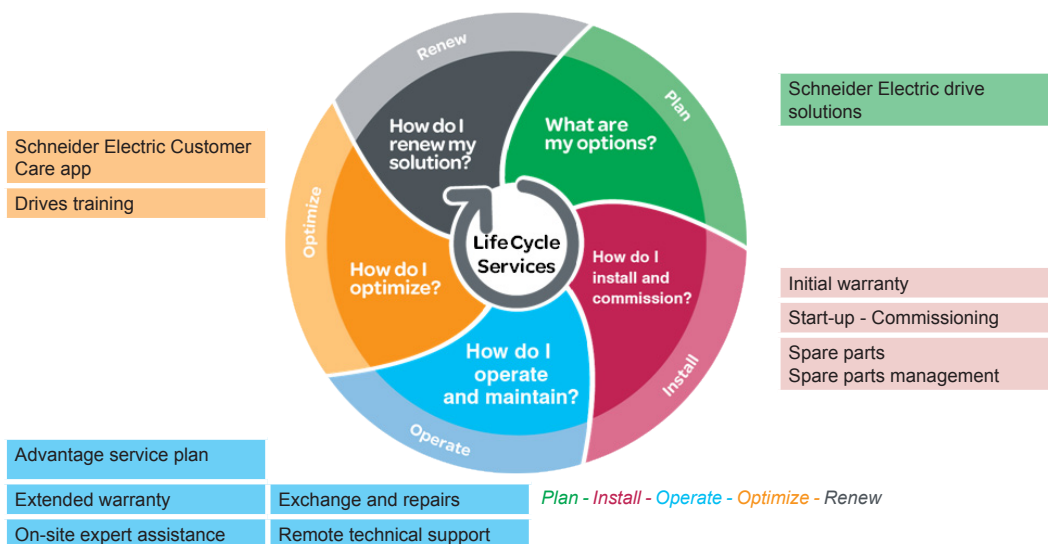 Renew
Plan
Schneider Electric drive
solutions
How do I
renew my
solution?
What are
my options?
Schneider Electric Customer
Care app
Drives training
Optimize
How do I
optimize?
Life Cycle
Services
How do I
install and
commission?
Initial warranty
Start-up - Commissioning
Spare parts
Spare parts management
Install
How do I
operate
and maintain?
Operate
Advantage service plan
Extended warranty
Exchange and repairs
Plan - Install - Operate - Optimize - Renew
On-site expert assistance
Remote technical support